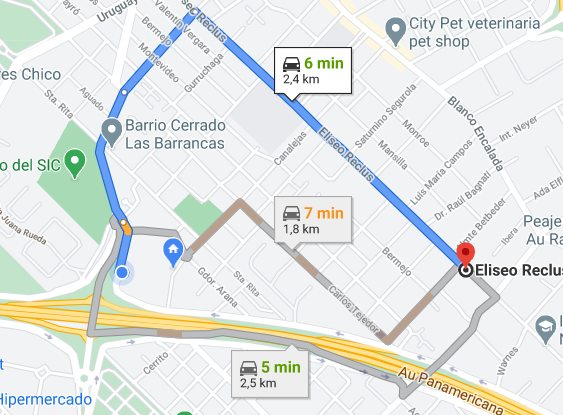 Uruguay
Eliseo Reclus
Valentín Vergara
Bermejo
City Pet veterinaria
pet shop
Montevideo
Gurruchaga
6 min
2,4 km
res Chico
Sta. Rita
Aguado
Saturnino Segurola
Blanco Encalada
Barrio Cerrado
Las Barrancas
Canalejas
Eliseo Reclus
Monroe
Int. Neyer
Mansilla
o del SIC
Luis María Campos
Dr. Raúl Bagnati
Ada Elfl
7 min
1,8 km
Juana Rueda
nte Betbeder
Peaje
Au Ra
Ibera
Bermejo
Eliseo Reclus
Gdor. Arana
Sta. Rita
Carlos Tejedor
Cerrito
5 min
2,5 km
Au Panamericana
Warnes
Hipermercado